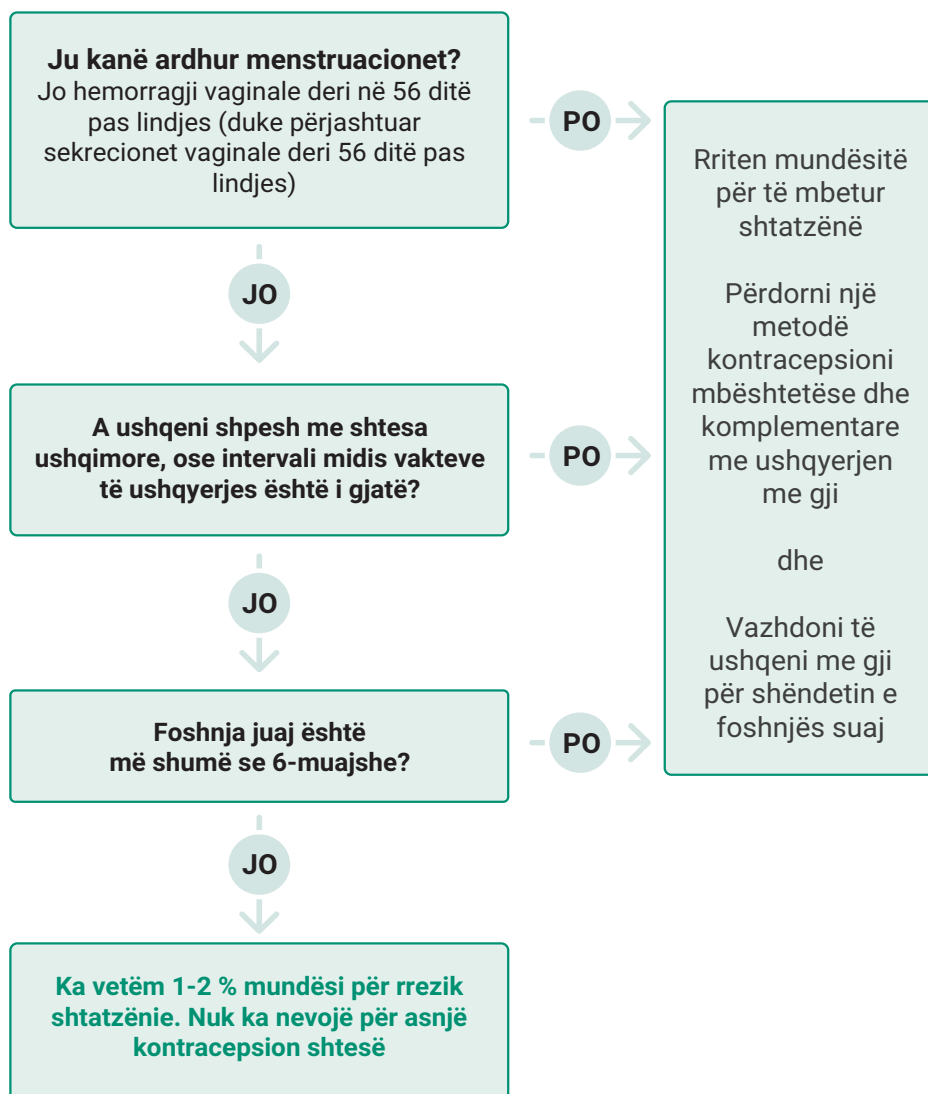 Ju kanë ardhur menstruacionet?
Jo hemorragji vaginale deri në 56 ditë
pas lindjes (duke përjashtuar
sekrecionet vaginale deri 56 ditë pas
lindjes)
PO
JO
A ushqeni shpesh me shtesa
ushqimore, ose intervali midis vakteve
të ushqyerjes është i gjatë?
PO
JO
Foshnja juaj është
më shumë se 6-muajshe?
PO
JO
Ka vetëm 1-2 % mundësi për rrezik
shtatzënie. Nuk ka nevojë për asnjë
kontracepsion shtesë
Rriten mundësitë
për të mbetur
shtatzënë
Përdorni një
metodë
kontracepsioni
mbështetëse dhe
komplementare
me ushqyerjen
me gji
dhe
Vazhdoni të
ushqeni me gji
për shëndetin e
foshnjës suaj